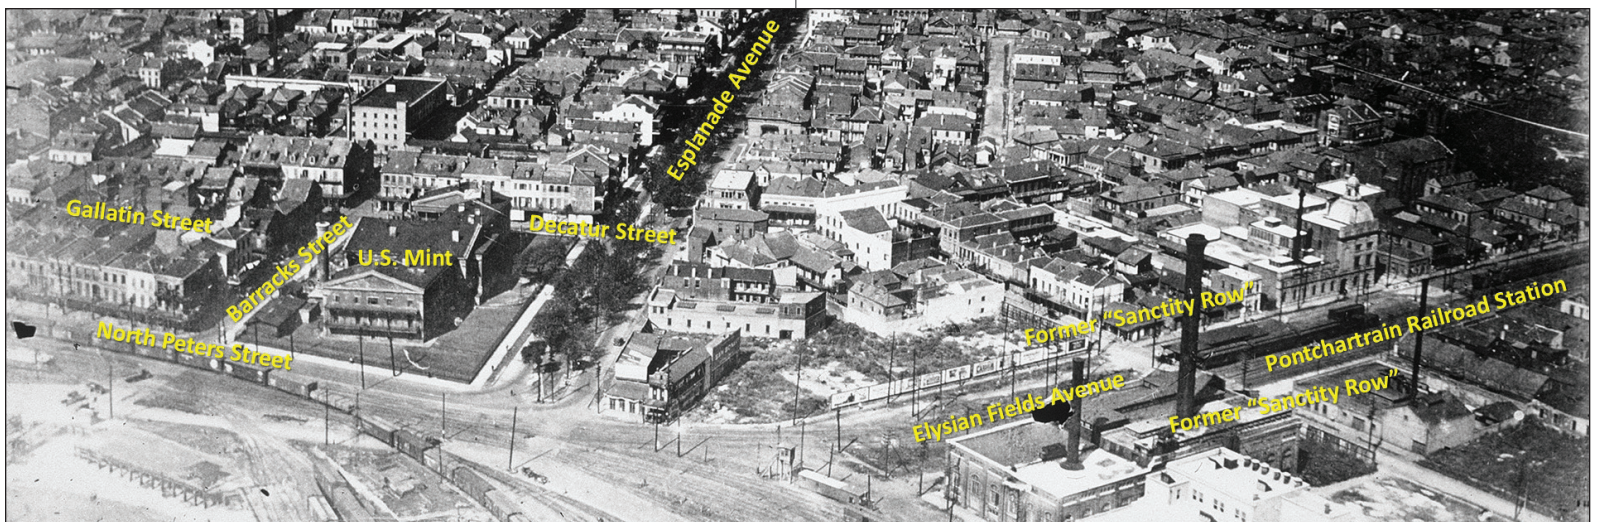 Esplanade Avenue
Gallatin Street
Barracks Street
U.S. Mint
Decatur Street
North Peters Street
Former “Sanctity Row”
Pontchartrain Railroad Station
Elysian Fields Avenue
Former “Sanctity Row”